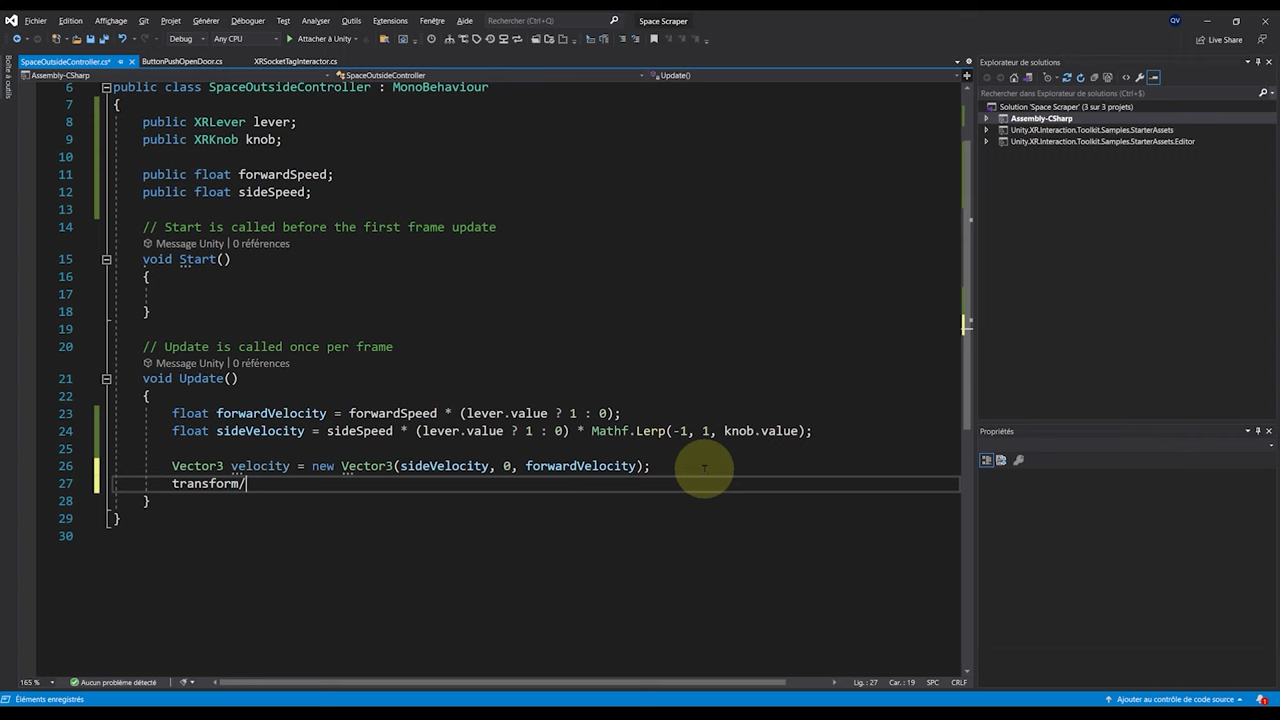 Fichier Edition Affichage Git Projet Générer Déboguer Test Analyser Outils Extensions Fenêtre Aide Rechercher (Ctrl+Q) Space Scraper QV
Debug Any CPU Attacher à Unity Live Share
Boîte à outils
SpaceOutsideController.cs* ButtonPushOpenDoor.cs XRSocketTagInteractor.cs
Assembly-CSharp SpaceOutsideController Update()
6 public class SpaceOutsideController : MonoBehaviour
7 {
8 public XRLever lever;
9 public XRKnob knob;
10
11 public float forwardSpeed;
12 public float sideSpeed;
13
14 // Start is called before the first frame update
Message Unity | 0 références
15 void Start()
16 {
17
18 }
19
20 // Update is called once per frame
Message Unity | 0 références
21 void Update()
22 {
23 float forwardVelocity = forwardSpeed * (lever.value ? 1 : 0);
24 float sideVelocity = sideSpeed * (lever.value ? 1 : 0) * Mathf.Lerp(-1, 1, knob.value);
25
26 Vector3 velocity = new Vector3(sideVelocity, 0, forwardVelocity);
27 transform/
28 }
29 }
30
165 % Aucun problème détecté Lig. : 27 Car. : 19 SPC CRLF
Explorateur de solutions
Rechercher dans Explorateur de solutions (Ctrl+$)
Solution 'Space Scraper' (3 sur 3 projets)
Assembly-CSharp
Unity.XR.Interaction.Toolkit.Samples.StarterAssets
Unity.XR.Interaction.Toolkit.Samples.StarterAssets.Editor
Propriétés
Éléments enregistrés Ajouter au contrôle de code source 1